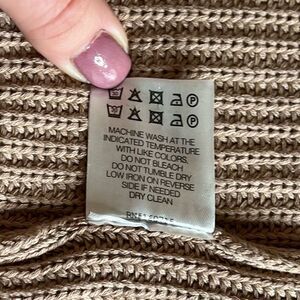 MACHINE WASH AT THE
INDICATED TEMPERATURE
WITH LIKE COLORS.
DO NOT BLEACH
DO NOT TUMBLE DRY
LOW IRON ON REVERSE
SIDE IF NEEDED
DRY CLEAN